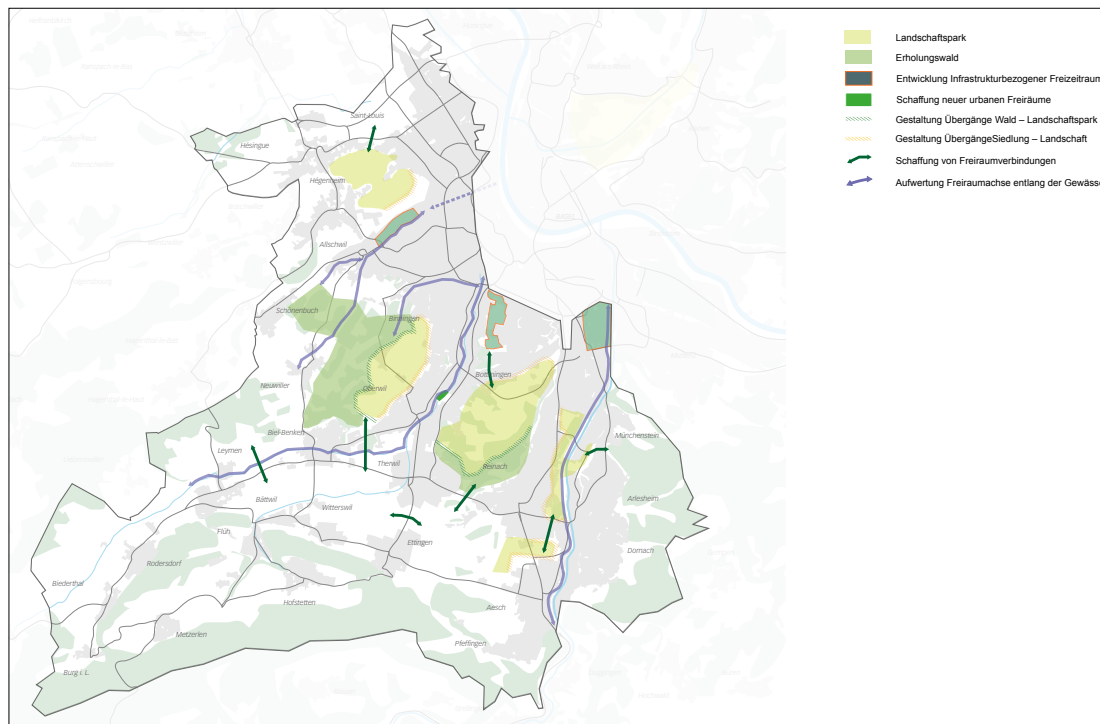 Landschaftspark
Erholungswald
Entwicklung Infrastrukturbezogener Freizeitraum
Schaffung neuer urbanen Freiräume
Gestaltung Übergänge Wald – Landschaftspark
Gestaltung ÜbergängeSiedlung – Landschaft
Schaffung von Freiraumverbindungen
Aufwertung Freiraumachse entlang der Gewässe
Saint-Louis
Hésingue
Hégenheim
Allschwil
Schönenbuch
Binningen
Neuwiller
Oberwil
Bottmingen
Biel-Benken
Leymen
Therwil
Reinach
Münchenstein
Bättwil
Witterswil
Arlesheim
Flüh
Ettingen
Dornach
Rodersdorf
Biederthal
Hofstetten
Aesch
Metzerlen
Pfeffingen
Burg i. L.